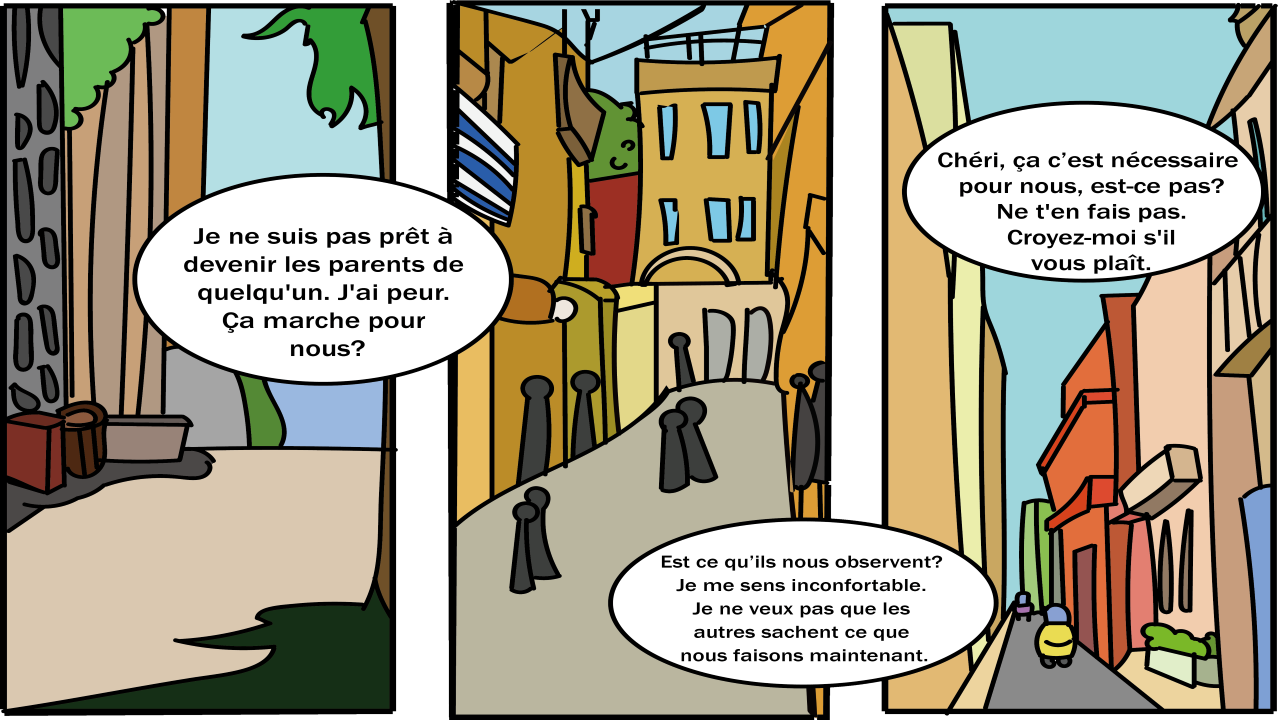 Je ne suis pas prêt à
devenir les parents de
quelqu'un. J'ai peur.
Ça marche pour
nous?
Est ce qu’ils nous observent?
Je me sens inconfortable.
Je ne veux pas que les
autres sachent ce que
nous faisons maintenant.
Chéri, ça c’est nécessaire
pour nous, est-ce pas?
Ne t'en fais pas.
Croyez-moi s'il
vous plaît.